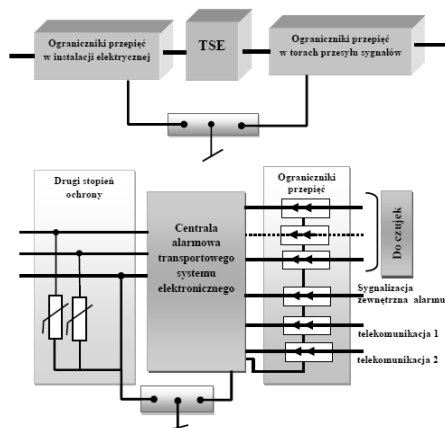 Ograniczniki przepięć
w instalacji elektrycznej
TSE
Ograniczniki przepięć
w torach przesyłu sygnałów
Drugi stopień
ochrony
Centrala
alarmowa
transportowego
systemu
elektronicznego
Ograniczniki
przepięć
Do czujek
Sygnalizacja
zewnętrzna alarmu
telekomunikacja 1
telekomunikacja 2